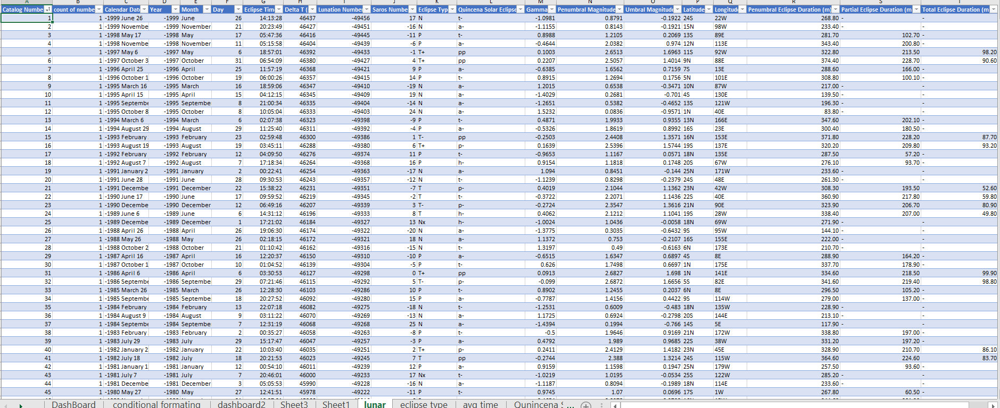 A B C D E F G H I J K L M N O P Q R S T
Catalog Numbe count of numbe Calendar Dat Year Month Day Eclipse Tim Delta T ( Lunation Numbe Saros Numbe Eclipse Typ Quincena Solar Eclipse Gamma Penumbral Magnitude Umbral Magnitude Latitude Longitud Penumbral Eclipse Duration (m) Partial Eclipse Duration (m Total Eclipse Duration (m
1 1 -1999 June 26 -1999 June 26 14:13:28 46437 -49456 17 N t- -1.0981 0.8791 -0.1922 24S 22W 268.80 - -
2 1 -1999 Novembe -1999 November 21 20:23:49 46427 -49451 -16 N a- -1.1155 0.8143 -0.1921 15N 98W 233.40 - -
3 1 -1998 May 17 -1998 May 17 05:47:36 46416 -49445 -11 P t- 0.8988 1.2105 0.2069 13S 89E 281.70 102.70 -
4 1 -1998 Novembe -1998 November 11 05:15:58 46404 -49439 -6 P a- -0.4644 2.0382 0.974 12N 113E 343.40 200.80 -
5 1 -1997 May 6 -1997 May 6 18:57:01 46392 -49433 -1 T+ pp 0.1003 2.6513 1.6963 11S 92W 322.80 213.50 98.20
6 1 -1997 October 3 -1997 October 31 06:54:09 46380 -49427 4 T+ pp 0.2207 2.5057 1.4014 9N 88E 374.40 228.70 90.60
7 1 -1996 April 25 -1996 April 25 11:57:19 46368 -49421 9 P a- -0.6385 1.6562 0.7159 7S 13E 288.60 166.00 -
8 1 -1996 October 1 -1996 October 19 06:00:26 46357 -49415 14 P t- 0.8915 1.2694 0.1756 5N 101E 308.80 100.10 -
9 1 -1995 March 16 -1995 March 16 18:59:06 46347 -49410 -19 N a- 1.2015 0.6538 -0.3471 10N 87W 217.00 - -
10 1 -1995 April 15 -1995 April 15 04:12:15 46345 -49409 19 N a- -1.4029 0.2681 -0.701 4S 130E 139.50 - -
11 1 -1995 Septembe -1995 Septembe 8 21:00:34 46335 -49404 -14 N a- -1.2651 0.5382 -0.4652 13S 121W 196.30 - -
12 1 -1995 October 8 -1995 October 8 10:05:04 46333 -49403 24 N a- 1.5232 0.0836 -0.9571 1N 40E 83.80 - -
13 1 -1994 March 6 -1994 March 6 02:07:38 46323 -49398 -9 P t- 0.4871 1.9933 0.9355 13N 166E 347.60 202.10 -
14 1 -1994 August 29 -1994 August 29 11:25:40 46311 -49392 -4 P a- -0.5326 1.8619 0.8992 16S 23E 300.40 180.50 -
15 1 -1993 February -1993 February 23 02:59:48 46300 -49386 1 T- pp -0.2503 2.4408 1.3571 16N 153E 371.80 228.20 87.70
16 1 -1993 August 19 -1993 August 19 03:45:11 46288 -49380 6 T+ p- 0.1639 2.5396 1.5744 19S 137E 320.20 209.80 93.20
17 1 -1992 February -1992 February 12 04:09:50 46276 -49374 11 P t- -0.9653 1.1167 0.0571 18N 135E 287.50 57.20 -
18 1 -1992 August 7 -1992 August 7 17:18:34 46264 -49368 16 P h- 0.9154 1.1818 0.1748 20S 67W 276.10 93.70 -
19 1 -1991 January 2 -1991 January 2 00:22:41 46254 -49363 -17 N a- 1.094 0.8451 -0.144 25N 171W 233.60 - -
20 1 -1991 June 28 -1991 June 28 09:30:53 46243 -49357 -12 N t- -1.1239 0.8298 -0.2379 24S 48E 261.30 - -
21 1 -1991 Decembe -1991 December 22 15:38:22 46231 -49351 -7 T p- 0.4019 2.1044 1.1362 23N 42W 308.30 193.50 52.60
22 1 -1990 June 17 -1990 June 17 09:59:52 46219 -49345 -2 T t- -0.3722 2.2071 1.1436 22S 40E 360.90 217.80 59.80
23 1 -1990 Decembe -1990 December 12 06:49:16 46207 -49339 3 T- p- -0.2724 2.3547 1.3616 21N 90E 323.90 206.70 80.90
24 1 -1989 June 6 -1989 June 6 14:31:12 46196 -49333 8 T h- 0.4062 2.1212 1.1041 19S 28W 338.40 207.00 49.80
25 1 -1989 Decembe -1989 December 1 17:21:02 46184 -49327 13 Nx h- -1.0024 1.0436 -0.0058 18N 69W 271.90 - -
26 1 -1988 April 26 -1988 April 26 19:06:30 46174 -49322 -20 N a- -1.3775 0.3035 -0.6432 9S 95W 144.10 - -
27 1 -1988 May 26 -1988 May 26 02:18:15 46172 -49321 18 N a- 1.1372 0.753 -0.2107 16S 155E 222.00 - -
28 1 -1988 October 2 -1988 October 21 01:10:42 46162 -49316 -15 N t- 1.3197 0.49 -0.6163 6N 173E 210.70 - -
29 1 -1987 April 16 -1987 April 16 12:20:37 46150 -49310 -10 P a- -0.6515 1.6347 0.6897 4S 8E 288.90 164.20 -
30 1 -1987 October 1 -1987 October 10 01:04:52 46139 -49304 -5 P t- 0.626 1.7498 0.6697 1N 175E 337.70 178.90 -
31 1 -1986 April 6 -1986 April 6 03:30:53 46127 -49298 0 T+ pp 0.0913 2.6827 1.698 1N 141E 334.60 218.50 99.90
32 1 -1986 Septembe -1986 Septembe 29 07:21:46 46115 -49292 5 T- p- -0.099 2.6872 1.6656 5S 82E 341.60 219.40 98.80
33 1 -1985 March 26 -1985 March 26 12:28:30 46103 -49286 10 P t- 0.8902 1.2455 0.2037 6N 8E 296.50 105.20 -
34 1 -1985 Septembe -1985 Septembe 18 20:27:52 46092 -49280 15 P a- -0.7787 1.4156 0.4422 9S 114W 279.00 137.00 -
35 1 -1984 February -1984 February 13 22:07:18 46082 -49275 -18 N t- -1.2531 0.6009 -0.483 18N 135W 228.90 - -
36 1 -1984 August 9 -1984 August 9 03:11:22 46070 -49269 -13 N a- 1.1725 0.6924 -0.2798 20S 144E 213.10 - -
37 1 -1984 Septembe -1984 Septembe 7 12:31:19 46068 -49268 25 N a- -1.4394 0.1994 -0.766 14S 5E 117.90 - -
38 1 -1983 February -1983 February 2 00:35:27 46058 -49263 -8 P t- -0.5 1.9646 0.9169 21N 172W 338.80 197.00 -
39 1 -1983 July 29 -1983 July 29 15:17:47 46047 -49257 -3 P a- 0.4792 1.989 0.9685 22S 38W 331.20 197.20 -
40 1 -1982 January 2 -1982 January 22 10:03:40 46035 -49251 2 T+ p- 0.2411 2.4129 1.4182 23N 45E 328.90 210.70 86.10
41 1 -1982 July 18 -1982 July 18 20:21:53 46023 -49245 7 T pp -0.2744 2.388 1.3214 24S 115W 364.60 224.60 83.70
42 1 -1981 January 1 -1981 January 12 00:54:10 46011 -49239 12 P a- 0.9159 1.1598 0.1947 25N 179W 257.50 93.60 -
43 1 -1981 July 7 -1981 July 7 20:46:01 46000 -49233 17 Nx t- -1.0219 1.0195 -0.0534 25S 122W 285.20 - -
44 1 -1981 Decembe -1981 December 3 05:05:53 45990 -49228 -16 N a- -1.1187 0.8094 -0.1989 18N 114E 233.60 - -
45 1 -1980 May 27 -1980 May 27 12:41:51 45978 -49222 -11 P t- 0.9745 1.07 0.0696 17S 1W 267.80 60.50 -
DashBoard conditional formating dashboard2 Sheet3 Sheet1 lunar eclipse type avg time Qunincena S ...